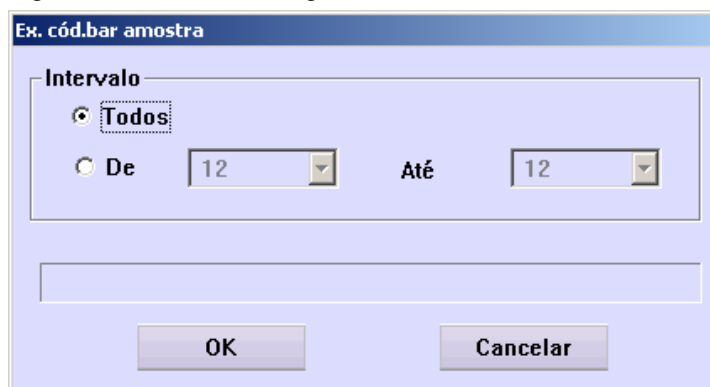 Ex. cód.bar amostra
Intervalo
Todos
De 12 Até 12
OK Cancelar